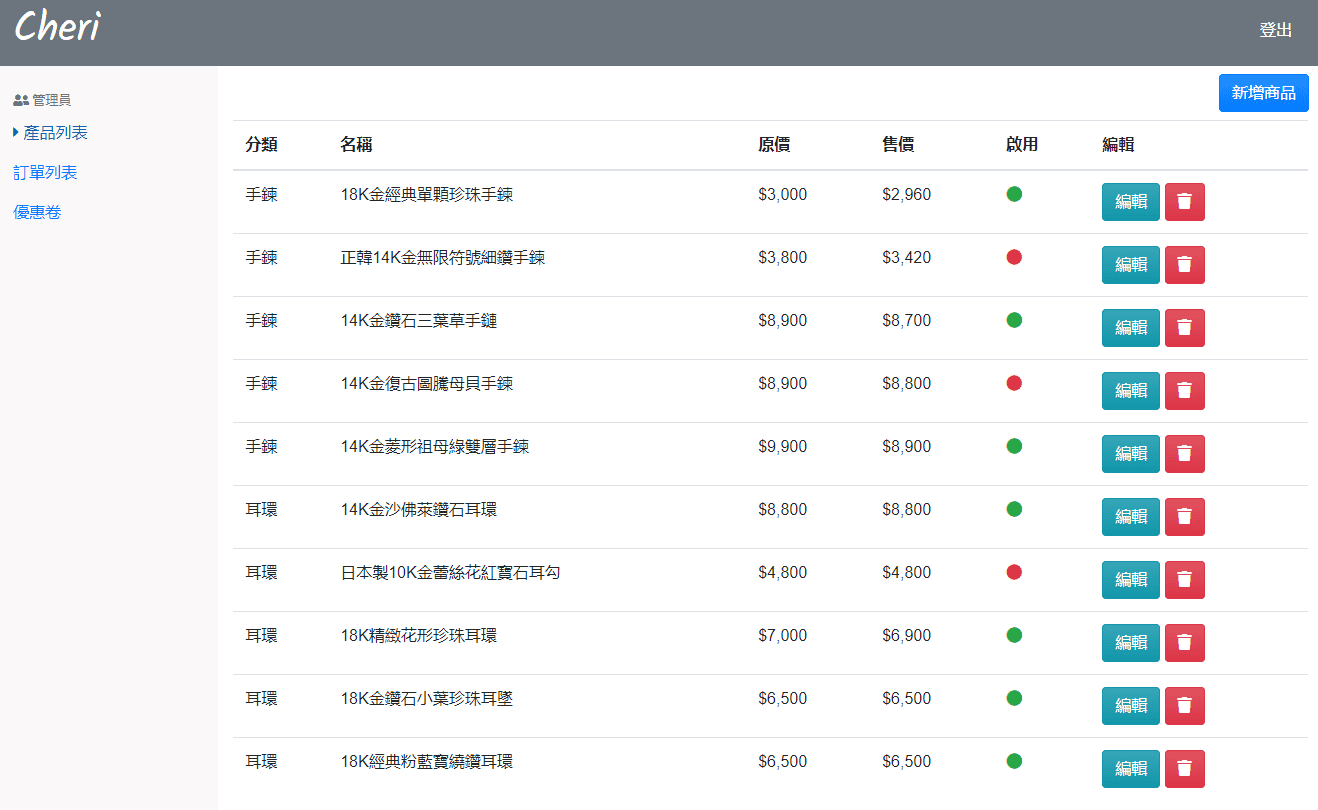 Cheri
登出
管理員
產品列表
訂單列表
優惠卷
新增商品
分類 名稱 原價 售價 啟用 編輯
手鍊 18K金經典單顆珍珠手鍊 $3,000 $2,960 編輯
手鍊 正韓14K金無限符號細鑽手鍊 $3,800 $3,420 編輯
手鍊 14K金鑽石三葉草手鏈 $8,900 $8,700 編輯
手鍊 14K金復古圖騰母貝手鍊 $8,900 $8,800 編輯
手鍊 14K金菱形祖母綠雙層手鍊 $9,900 $8,900 編輯
耳環 14K金沙佛萊鑽石耳環 $8,800 $8,800 編輯
耳環 日本製10K金蕾絲花紅寶石耳勾 $4,800 $4,800 編輯
耳環 18K精緻花形珍珠耳環 $7,000 $6,900 編輯
耳環 18K金鑽石小葉珍珠耳墜 $6,500 $6,500 編輯
耳環 18K經典粉藍寶繞鑽耳環 $6,500 $6,500 編輯